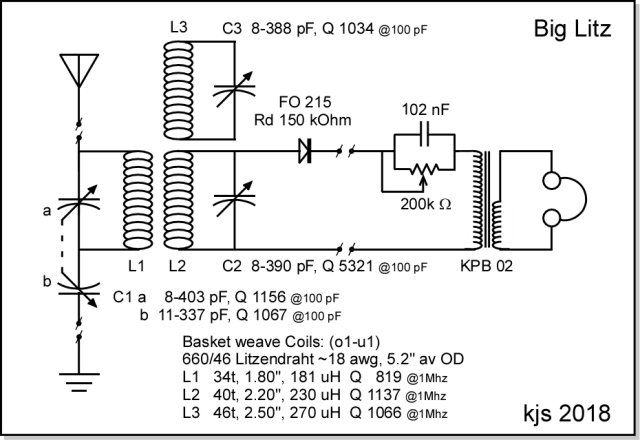 L3 C3 8-388 pF, Q 1034 @100 pF
Big Litz
FO 215
Rd 150 kOhm
102 nF
a
200k Ω
b
L1 L2 C2 8-390 pF, Q 5321 @100 pF
KPB 02
C1 a 8-403 pF, Q 1156 @100 pF
b 11-337 pF, Q 1067 @100 pF
Basket weave Coils: (o1-u1)
660/46 Litzendraht ~18 awg, 5.2" av OD
L1 34t, 1.80", 181 uH Q 819 @1Mhz
L2 40t, 2.20", 230 uH Q 1137 @1Mhz
L3 46t, 2.50", 270 uH Q 1066 @1Mhz
kjs 2018